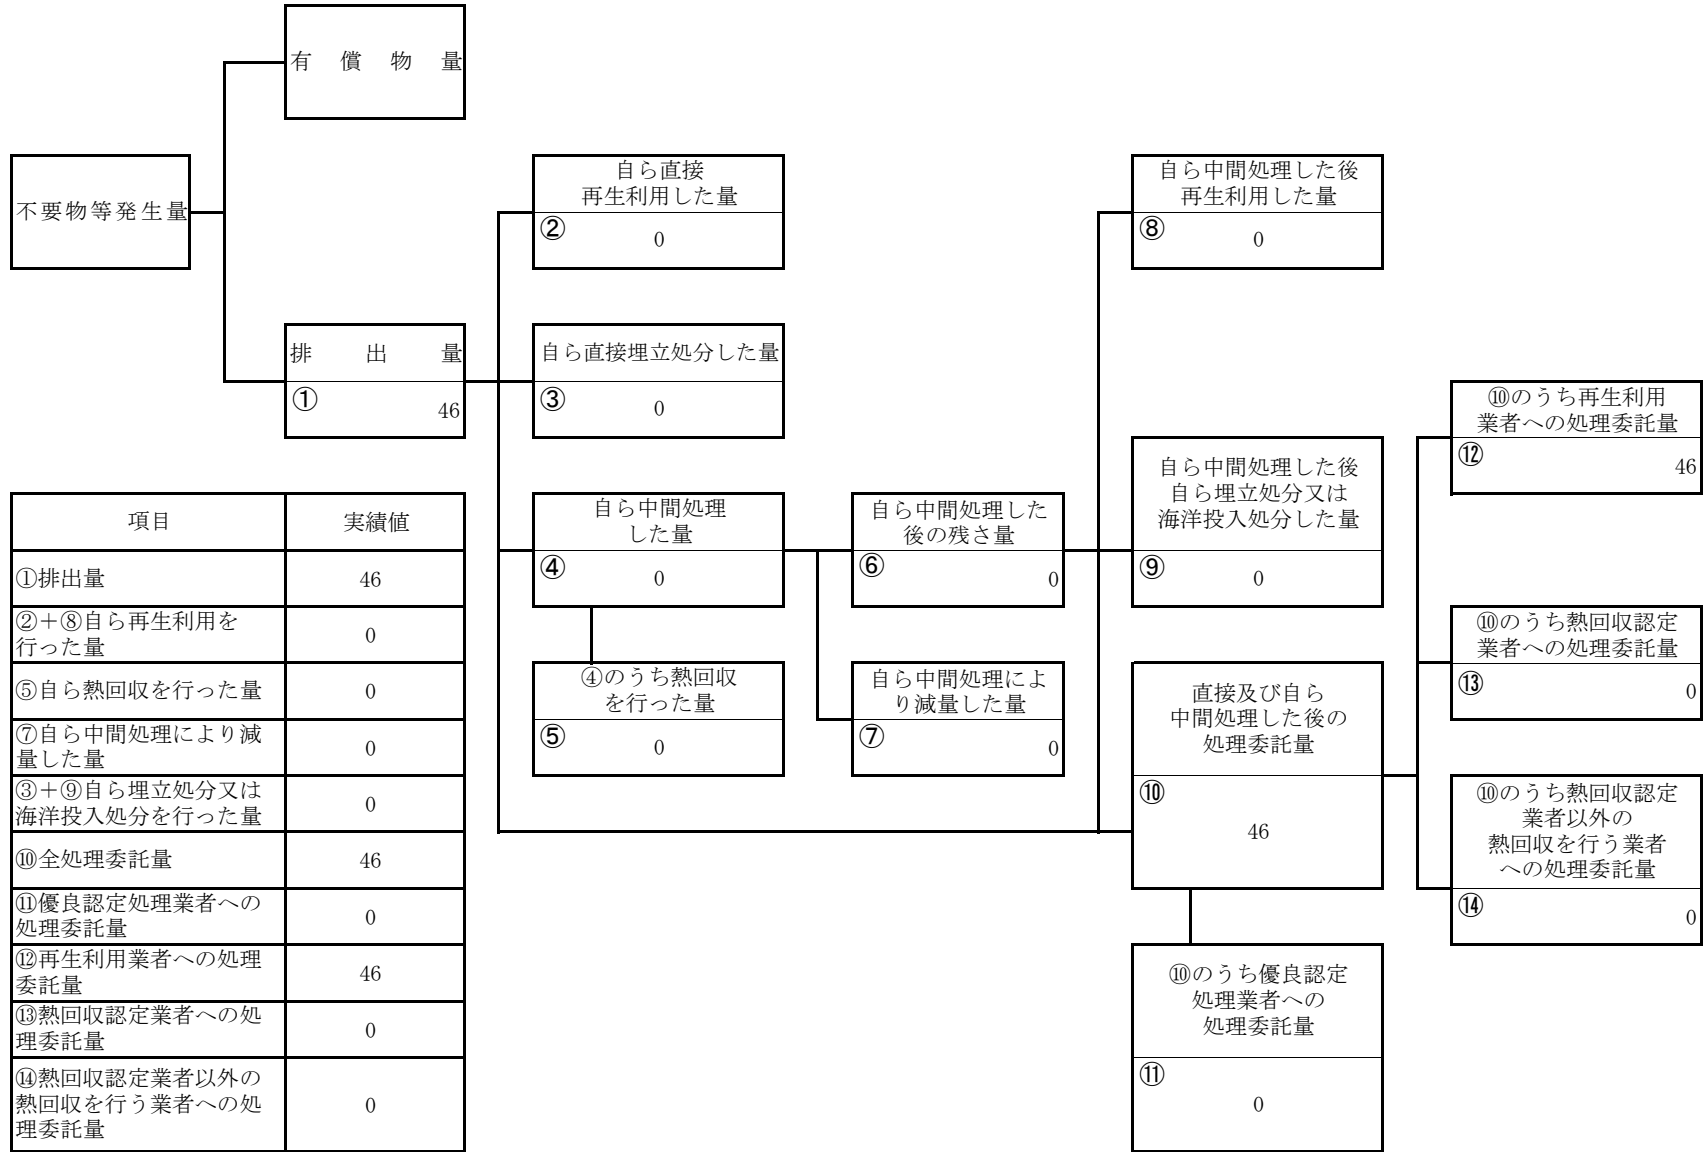 有償物量
不要物等発生量
排出量
①
46
自ら直接
再生利用した量
②
0
自ら直接埋立処分した量
③
0
自ら中間処理
した量
④
0
④のうち熱回収
を行った量
⑤
0
自ら中間処理した
後の残さ量
⑥
0
自ら中間処理によ
り減量した量
⑦
0
自ら中間処理した後
再生利用した量
⑧
0
自ら中間処理した後
自ら埋立処分又は
海洋投入処分した量
⑨
0
直接及び自ら
中間処理した後の
処理委託量
⑩
46
⑩のうち優良認定
処理業者への
処理委託量
⑪
0
⑩のうち再生利用
業者への処理委託量
⑫
46
⑩のうち熱回収認定
業者への処理委託量
⑬
0
⑩のうち熱回収認定
業者以外の
熱回収を行う業者
への処理委託量
⑭
0
項目 実績値
①排出量 46
②＋⑧自ら再生利用を
行った量 0
⑤自ら熱回収を行った量 0
⑦自ら中間処理により減
量した量 0
③＋⑨自ら埋立処分又は
海洋投入処分を行った量 0
⑩全処理委託量 46
⑪優良認定処理業者への
処理委託量 0
⑫再生利用業者への処理
委託量 46
⑬熱回収認定業者への処
理委託量 0
⑭熱回収認定業者以外の
熱回収を行う業者への処
理委託量 0